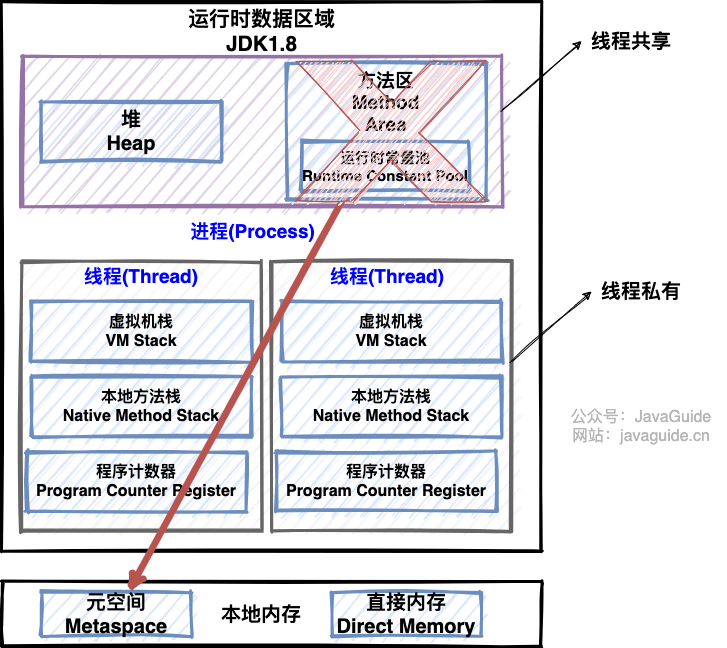 运行时数据区域
JDK1.8
线程共享
堆
Heap
方法区
Method
Area
运行时常量池
Runtime Constant Pool
进程(Process)
线程(Thread)
虚拟机栈
VM Stack
本地方法栈
Native Method Stack
程序计数器
Program Counter Register
线程(Thread)
虚拟机栈
VM Stack
本地方法栈
Native Method Stack
程序计数器
Program Counter Register
线程私有
公众号：JavaGuide
网站：javaguide.cn
元空间
Metaspace
本地内存
直接内存
Direct Memory